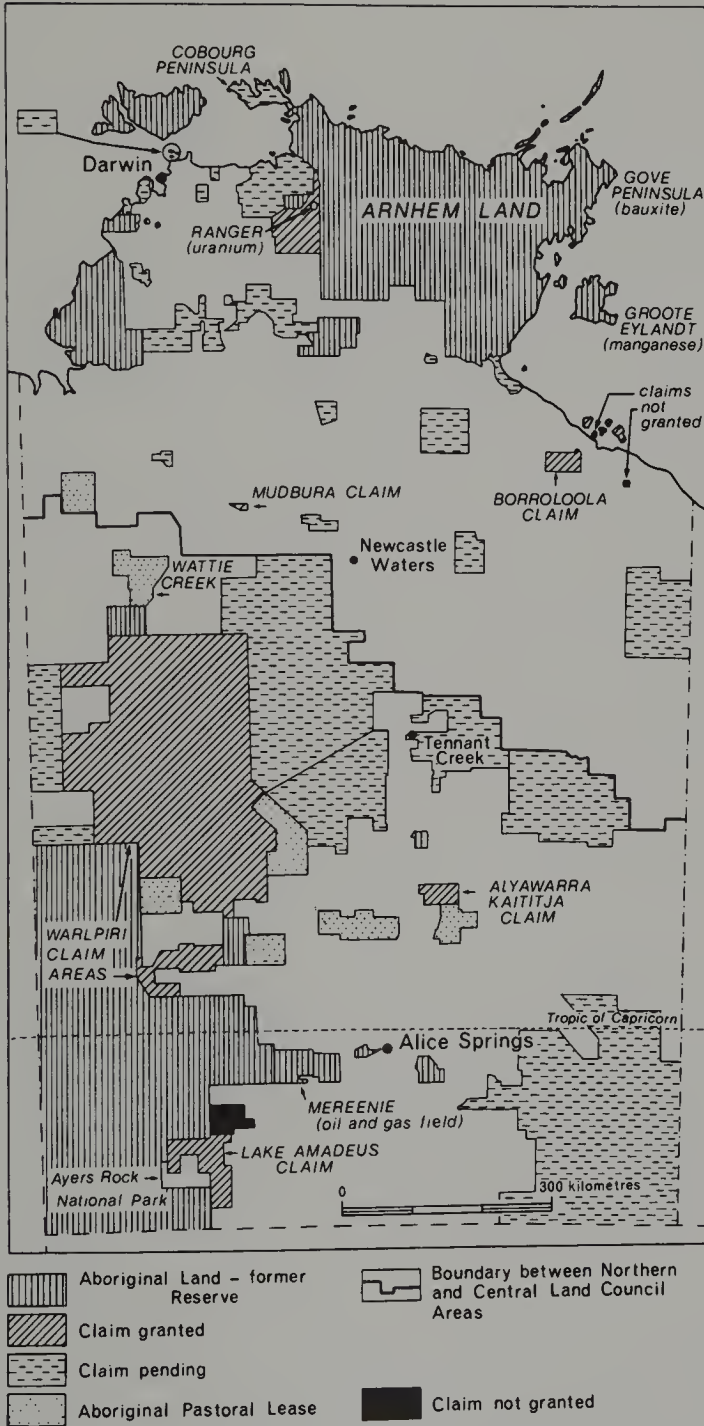 COBOURG
PENINSULA
Darwin
GOVE
PENINSULA
(bauxite)
ARNHEM LAND
RANGER
(uranium)
GROOTE
EYLANDT
(manganese)
claims
not
granted
MUDBURA CLAIM
BORROLOOLA
CLAIM
WATTIE
CREEK
Newcastle
Waters
Tennant
Creek
ALYAWARRA
KAITITJA
CLAIM
WARLPIRI
CLAIM
AREAS
Tropic of Capricorn
Alice Springs
MEREENIE
(oil and gas field)
LAKE AMADEUS
CLAIM
Ayers Rock
National Park
0
300 kilometres
Aboriginal Land – former
Reserve
Boundary between Northern
and Central Land Council
Areas
Claim granted
Claim pending
Aboriginal Pastoral Lease
Claim not granted